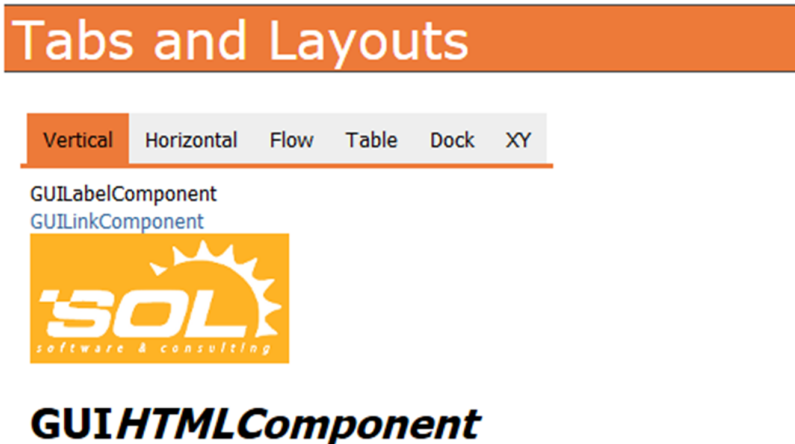 Tabs and Layouts
Vertical Horizontal Flow Table Dock XY
GUILabelComponent
GUILinkComponent
SOL
software & consulting
GUIHTMLComponent